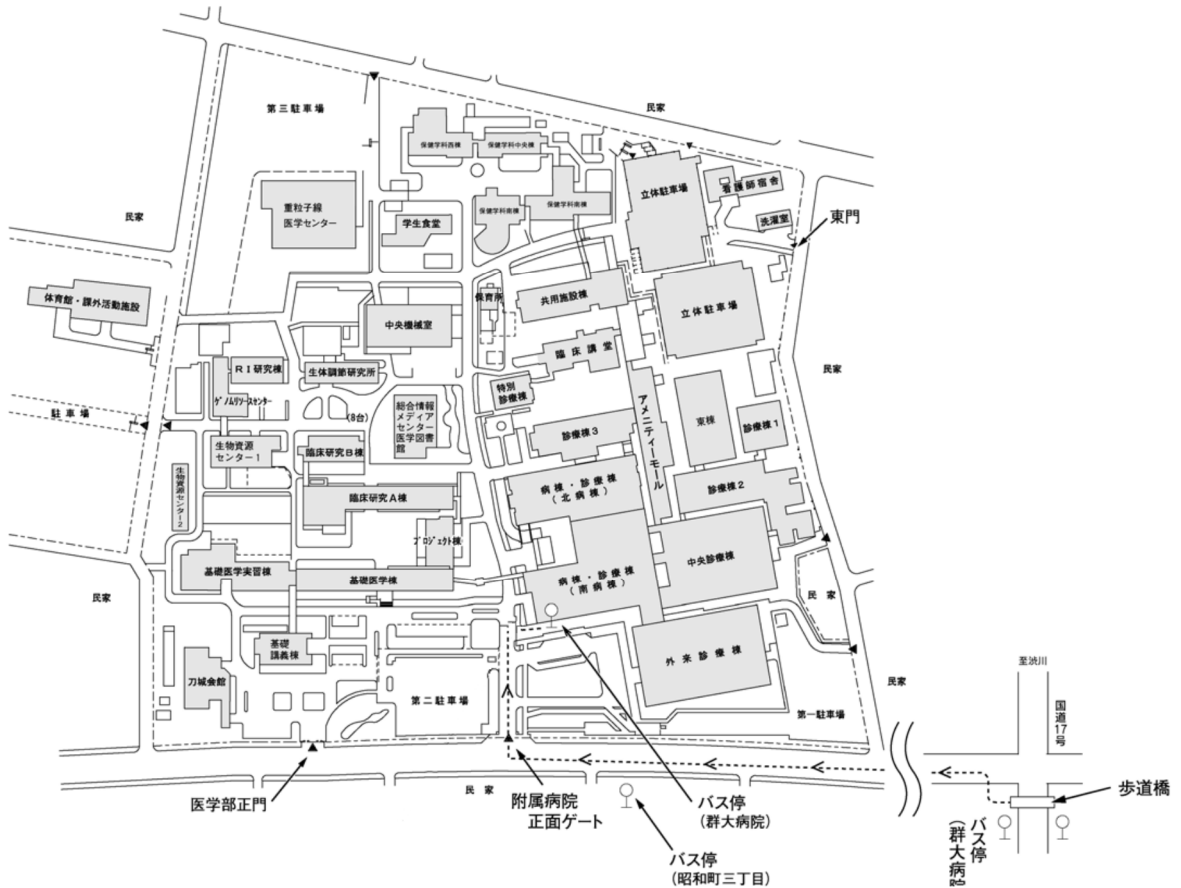 民家
第三駐車場
保健学科西棟
保健学科中央棟
立体駐車場
看護師宿舎
洗濯室
東門
民家
重粒子線
医学センター
学生食堂
保健学科南棟
保健学科南棟
体育館・課外活動施設
保育所
共用施設棟
立体駐車場
中央機械室
臨床講堂
民家
RI研究棟
生体調節研究所
特別
診療棟
ゲノムリソースセンター
駐車場
(8台)
総合情報
メディア
センター
医学図書
館
アメニティーモール
東棟
診療棟1
診療棟3
生物資源
センター1
臨床研究B棟
生物資源センター2
臨床研究A棟
病棟・診療棟
(北病棟)
診療棟2
プロジェクト棟
中央診療棟
基礎医学実習棟
基礎医学棟
病棟・診療棟
(南病棟)
民家
民家
基礎
講義棟
外来診療棟
刀城会館
第二駐車場
第一駐車場
民家
至渋川
国道17号
医学部正門
民家
附属病院
正面ゲート
バス停
(群大病院)
バス停
(昭和町三丁目)
歩道橋
バス停
(群大病院